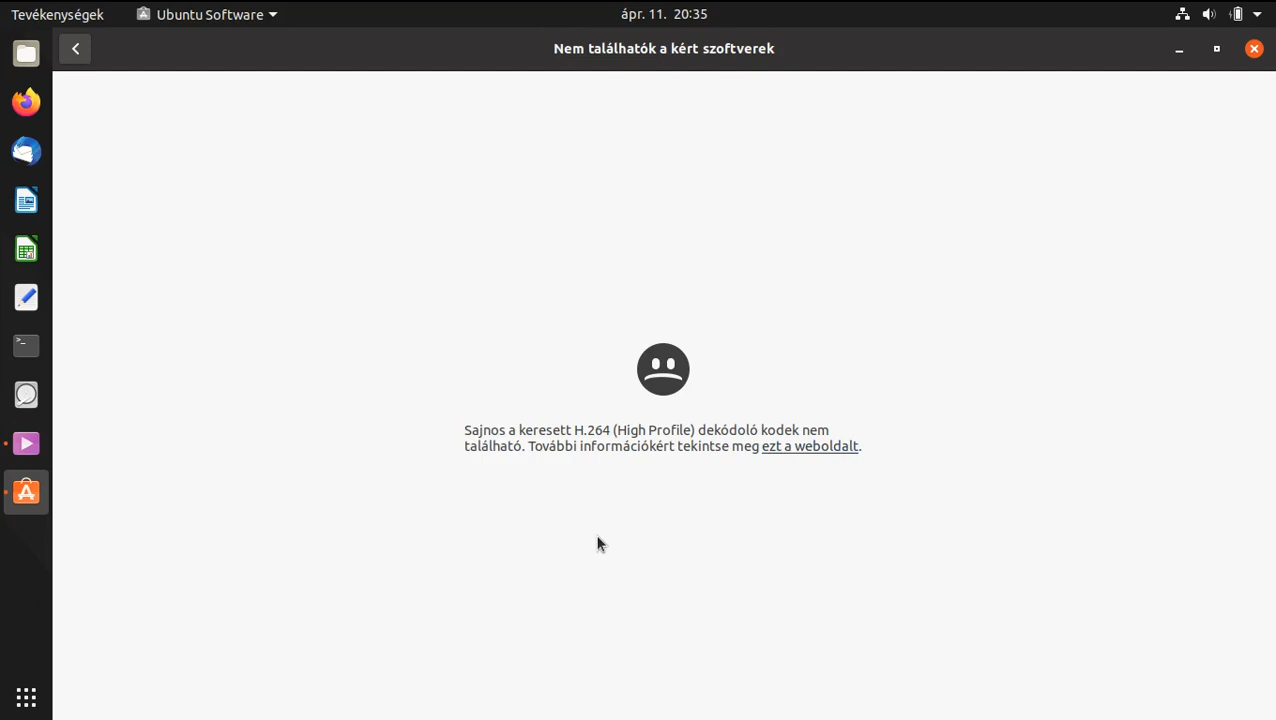 Tevékenységek
Ubuntu Software
ápr. 11. 20:35
Nem találhatók a kért szoftverek
Sajnos a keresett H.264 (High Profile) dekódoló kodek nem
található. További információkért tekintse meg ezt a weboldalt.